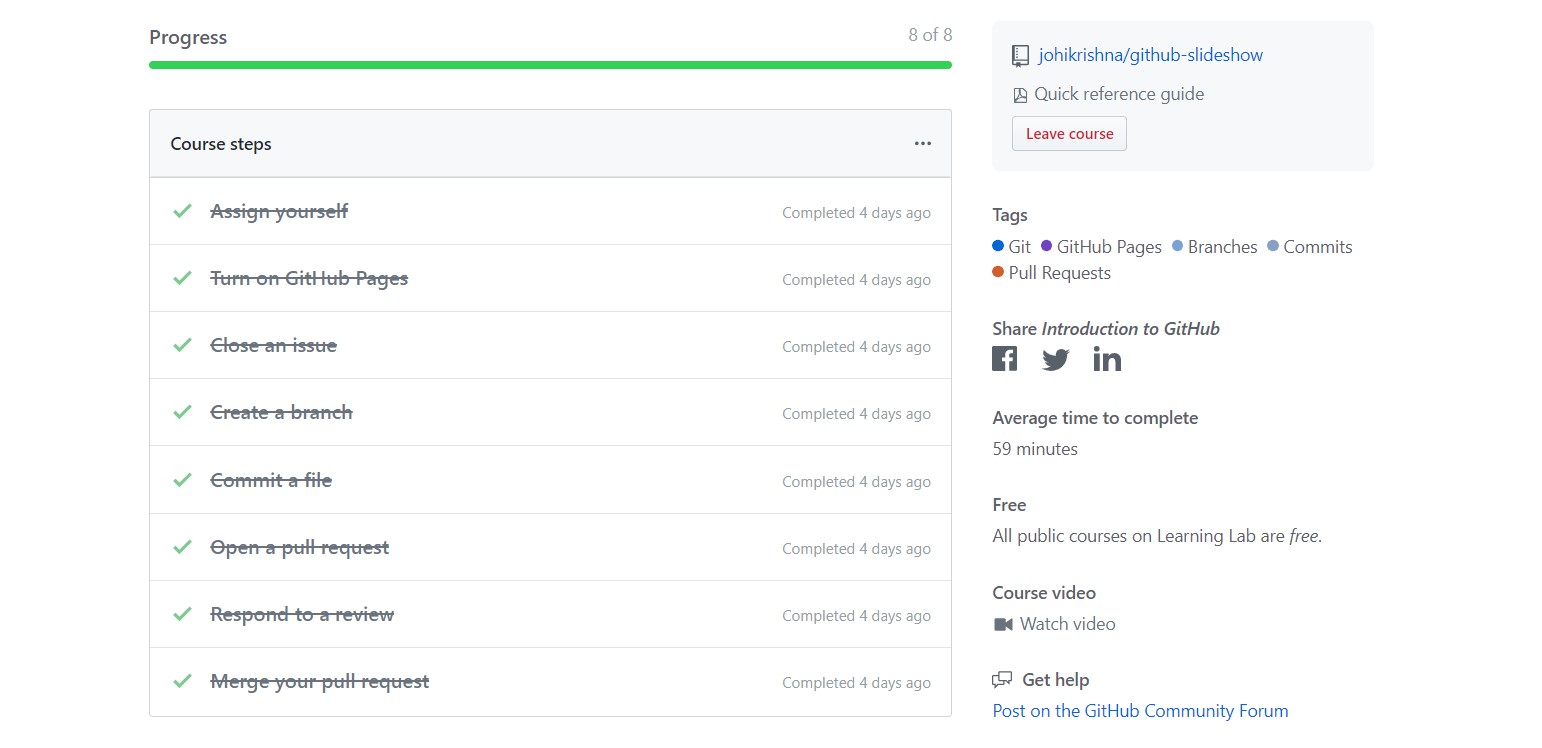 Progress
8 of 8
Course steps
Assign yourself
Completed 4 days ago
Turn on GitHub Pages
Completed 4 days ago
Close an issue
Completed 4 days ago
Create a branch
Completed 4 days ago
Commit a file
Completed 4 days ago
Open a pull request
Completed 4 days ago
Respond to a review
Completed 4 days ago
Merge your pull request
Completed 4 days ago
johikrishna/github-slideshow
Quick reference guide
Leave course
Tags
Git GitHub Pages Branches Commits
Pull Requests
Share Introduction to GitHub
Average time to complete
59 minutes
Free
All public courses on Learning Lab are free.
Course video
Watch video
Get help
Post on the GitHub Community Forum